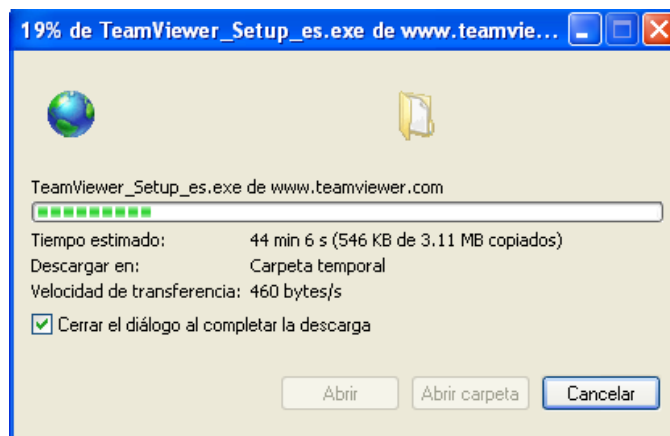 19% de TeamViewer_Setup_es.exe de www.teamvie...
TeamViewer_Setup_es.exe de www.teamviewer.com
Tiempo estimado: 44 min 6 s (546 KB de 3.11 MB copiados)
Descargar en: Carpeta temporal
Velocidad de transferencia: 460 bytes/s
Cerrar el diálogo al completar la descarga
Abrir Abrir carpeta Cancelar